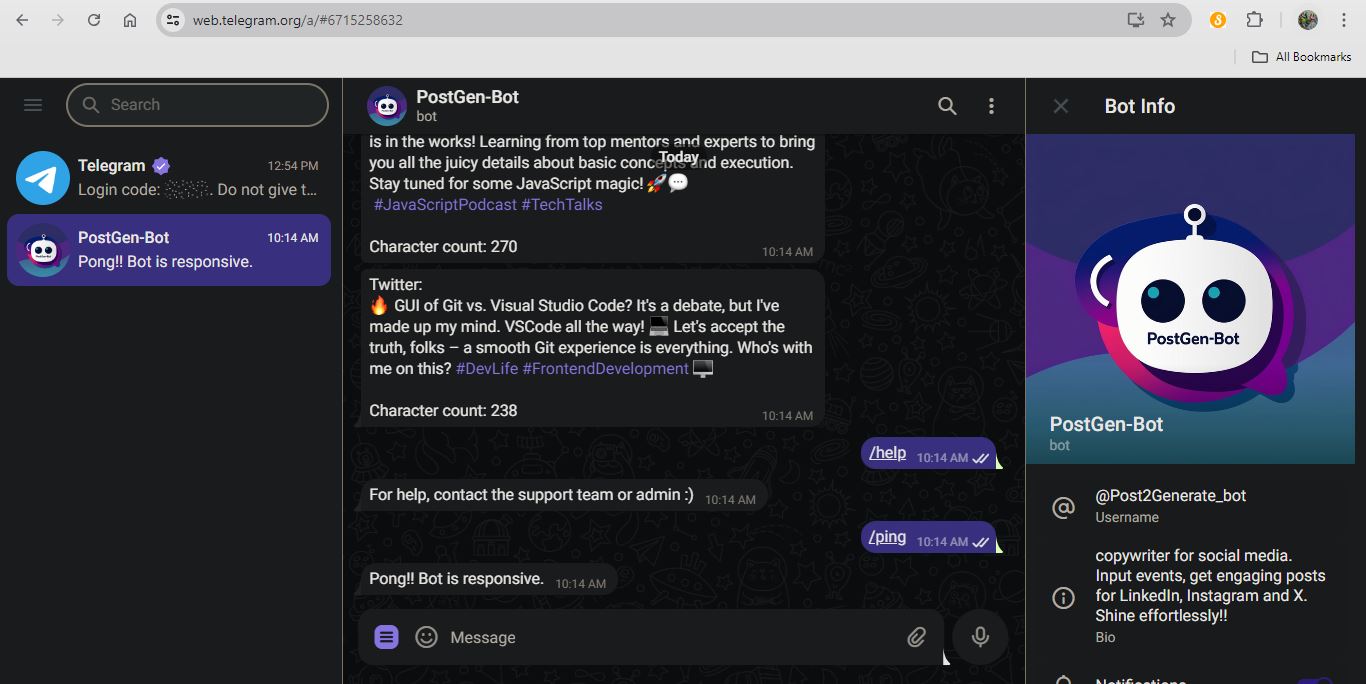 web.telegram.org/a/#6715258632
All Bookmarks
Search
Telegram
12:54 PM
Login code: . Do not give t...
PostGen-Bot
10:14 AM
Pong!! Bot is responsive.
PostGen-Bot
bot
is in the works! Learning from top mentors and experts to bring
you all the juicy details about basic concepts and execution.
Today
Stay tuned for some JavaScript magic! 🚀💬
#JavaScriptPodcast #TechTalks
Character count: 270
10:14 AM
Twitter:
🔥 GUI of Git vs. Visual Studio Code? It's a debate, but I've
made up my mind. VSCode all the way! 💻 Let's accept the
truth, folks – a smooth Git experience is everything. Who's with
me on this? #DevLife #FrontendDevelopment 🖥️
Character count: 238
10:14 AM
/help 10:14 AM
For help, contact the support team or admin :) 10:14 AM
/ping 10:14 AM
Pong!! Bot is responsive. 10:14 AM
Message
Bot Info
PostGen-Bot
PostGen-Bot
bot
@Post2Generate_bot
Username
copywriter for social media.
Input events, get engaging posts
for LinkedIn, Instagram and X.
Shine effortlessly!!
Bio
Notifications